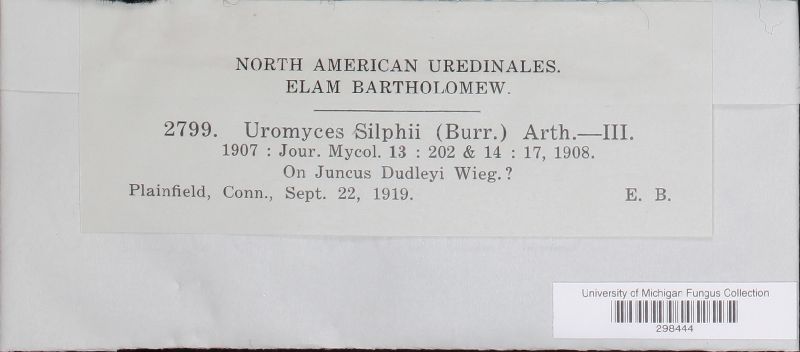 NORTH AMERICAN UREDINALES.
ELAM BARTHOLOMEW.
2799. Uromyces Silphii (Burr.) Arth.—III.
1907 : Jour. Mycol. 13 : 202 & 14 : 17, 1908.
On Juncus Dudleyi Wieg.?
Plainfield, Conn., Sept. 22, 1919. E. B.
University of Michigan Fungus Collection
298444